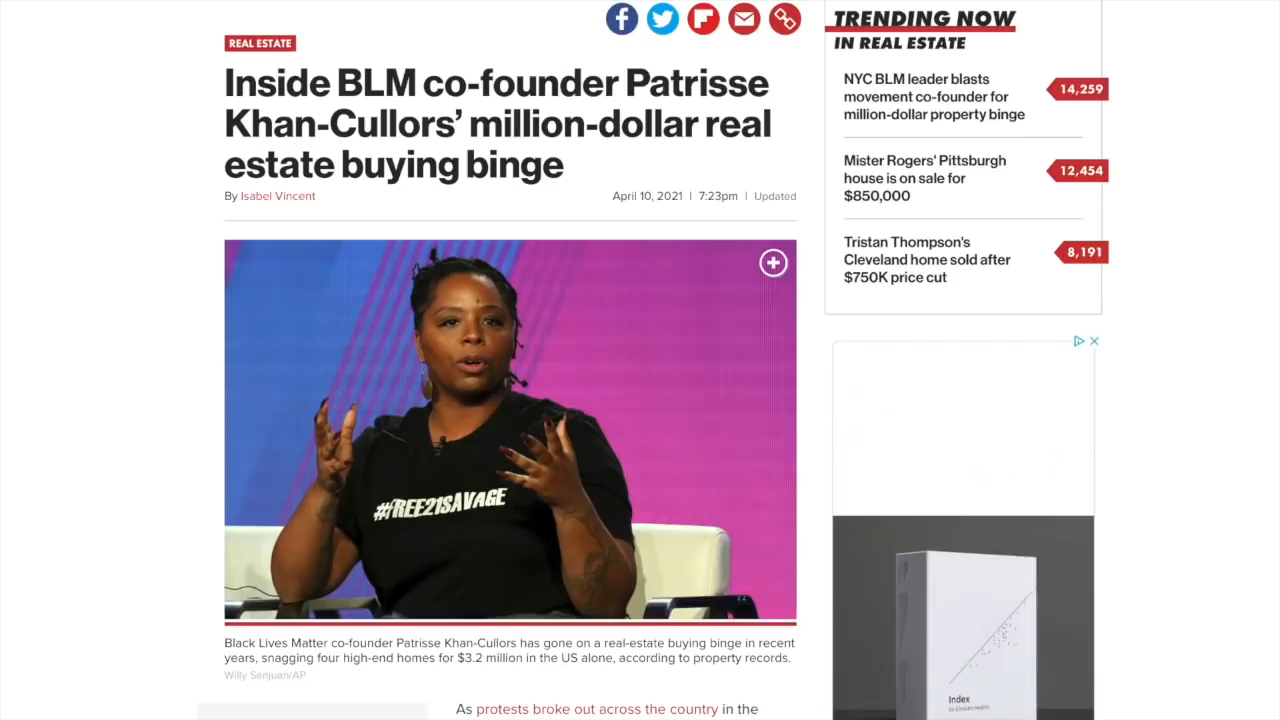 REAL ESTATE
Inside BLM co-founder Patrisse
Khan-Cullors' million-dollar real
estate buying binge
By Isabel Vincent
April 10, 2021 | 7:23pm | Updated
#FREE21SAVAGE
Black Lives Matter co-founder Patrisse Khan-Cullors has gone on a real-estate buying binge in recent
years, snagging four high-end homes for $3.2 million in the US alone, according to property records.
Willy Sanjuan/AP
As protests broke out across the country in the
TRENDING NOW
IN REAL ESTATE
NYC BLM leader blasts
movement co-founder for
million-dollar property binge
14,259
Mister Rogers' Pittsburgh
house is on sale for
$850,000
12,454
Tristan Thompson's
Cleveland home sold after
$750K price cut
8,191
Index
by Elysium Health